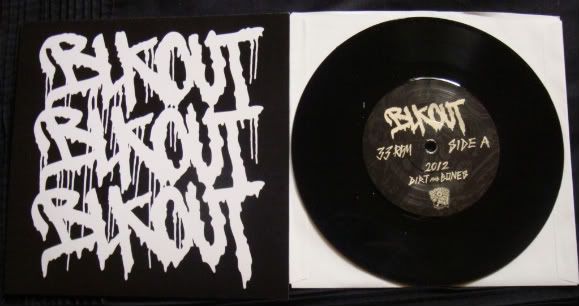 BLKOUT
BLKOUT
BLKOUT
BLKOUT
33 RPM SIDE A
2012
DIRT AND BONES